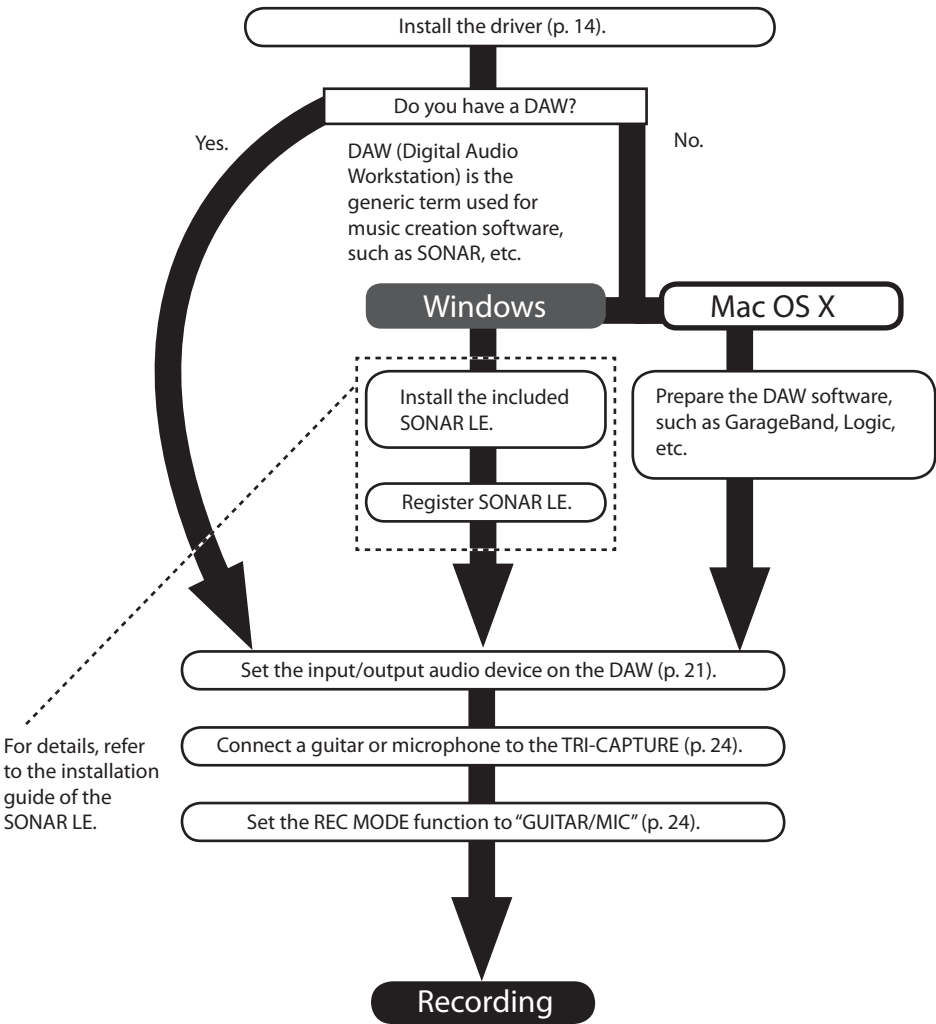 Install the driver (p. 14).
Do you have a DAW?
Yes.
No.
DAW (Digital Audio
Workstation) is the
generic term used for
music creation software,
such as SONAR, etc.
Windows
Mac OS X
Install the included
SONAR LE.
Prepare the DAW software,
such as GarageBand, Logic,
etc.
Register SONAR LE.
Set the input/output audio device on the DAW (p. 21).
For details, refer
to the installation
guide of the
SONAR LE.
Connect a guitar or microphone to the TRI-CAPTURE (p. 24).
Set the REC MODE function to “GUITAR/MIC” (p. 24).
Recording